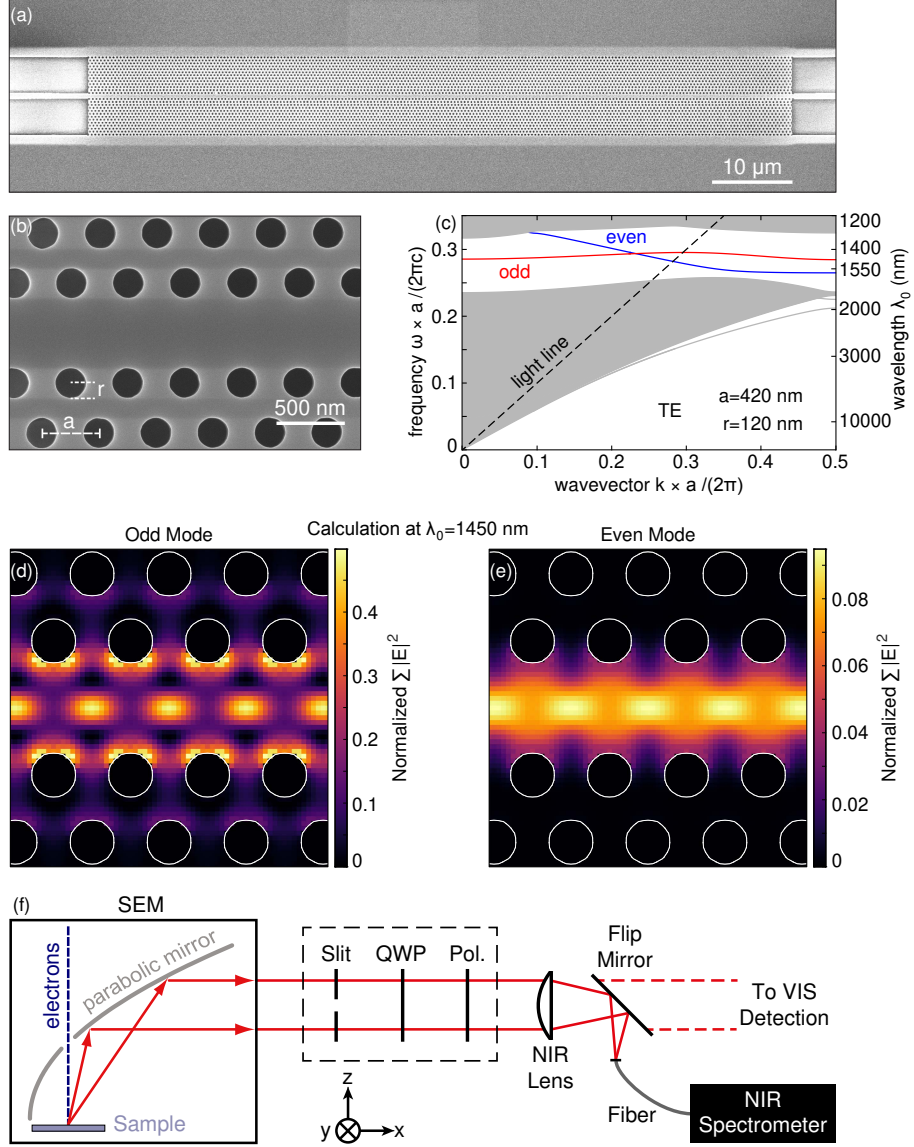 (a)
10 μm
(b)
r
a
500 nm
(c)
even
odd
light line
TE
a=420 nm
r=120 nm
0.3
0.2
0.1
0
frequency ω × a /(2πc)
0
0.1
0.2
0.3
0.4
0.5
wavevector k × a /(2π)
1200
1400
1550
2000
3000
10000
wavelength λ0 (nm)
Calculation at λ0=1450 nm
Odd Mode
(d)
0.4
0.3
0.2
0.1
0
Normalized Σ |E|²
Even Mode
(e)
0.08
0.06
0.04
0.02
0
Normalized Σ |E|²
(f)
SEM
electrons
parabolic mirror
Sample
Slit
QWP
Pol.
z
y
x
NIR
Lens
Flip
Mirror
To VIS
Detection
Fiber
NIR
Spectrometer